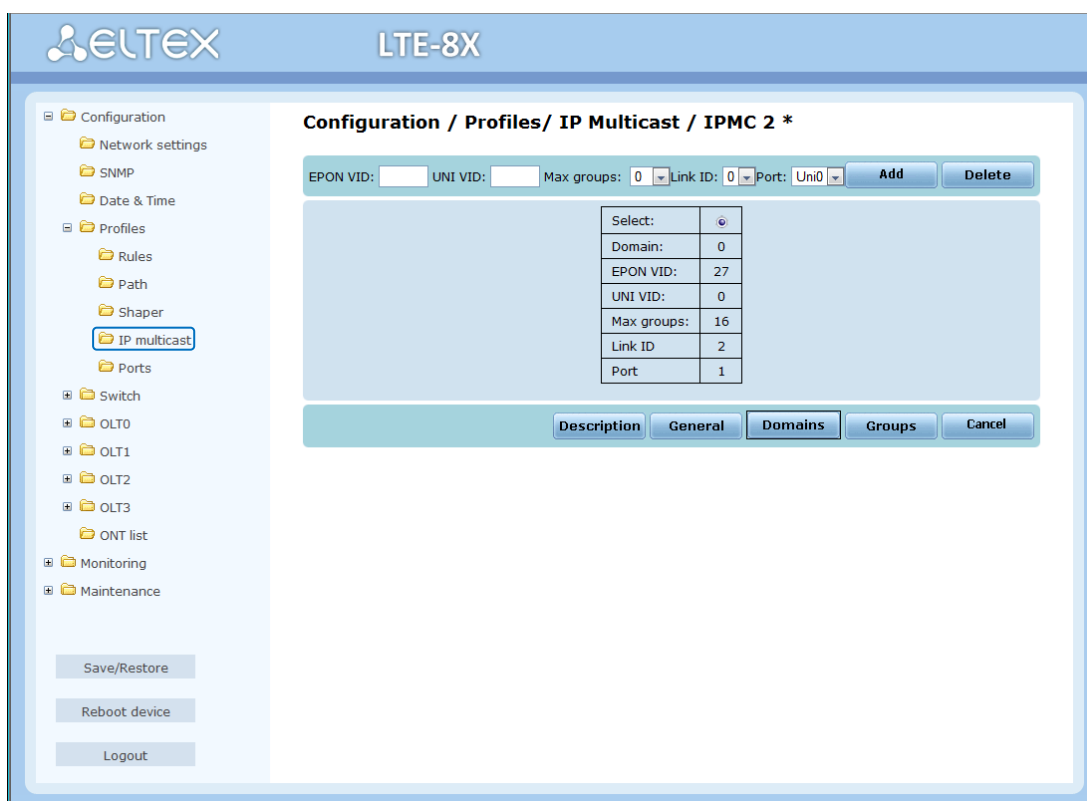 ELTEX
LTE-8X
Configuration
Network settings
SNMP
Date & Time
Profiles
Rules
Path
Shaper
IP multicast
Ports
Switch
OLT0
OLT1
OLT2
OLT3
ONT list
Monitoring
Maintenance
Save/Restore
Reboot device
Logout
Configuration / Profiles/ IP Multicast / IPMC 2 *
EPON VID: UNI VID: Max groups: 0 Link ID: 0 Port: Uni0 Add Delete
Select:
Domain: 0
EPON VID: 27
UNI VID: 0
Max groups: 16
Link ID 2
Port 1
Description General Domains Groups Cancel